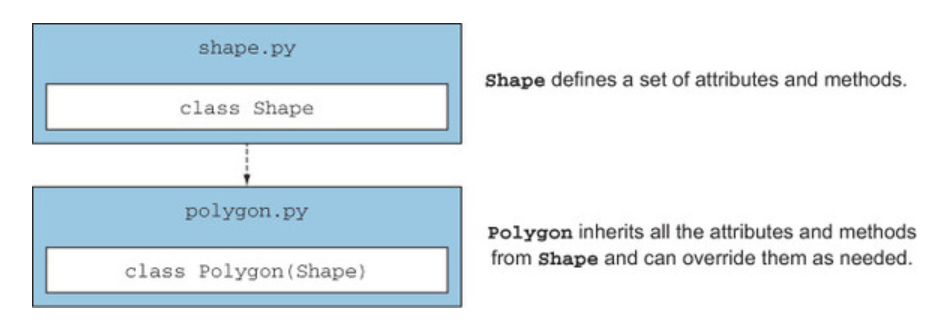 shape.py
class Shape
Shape defines a set of attributes and methods.
polygon.py
class Polygon(Shape)
Polygon inherits all the attributes and methods
from Shape and can override them as needed.